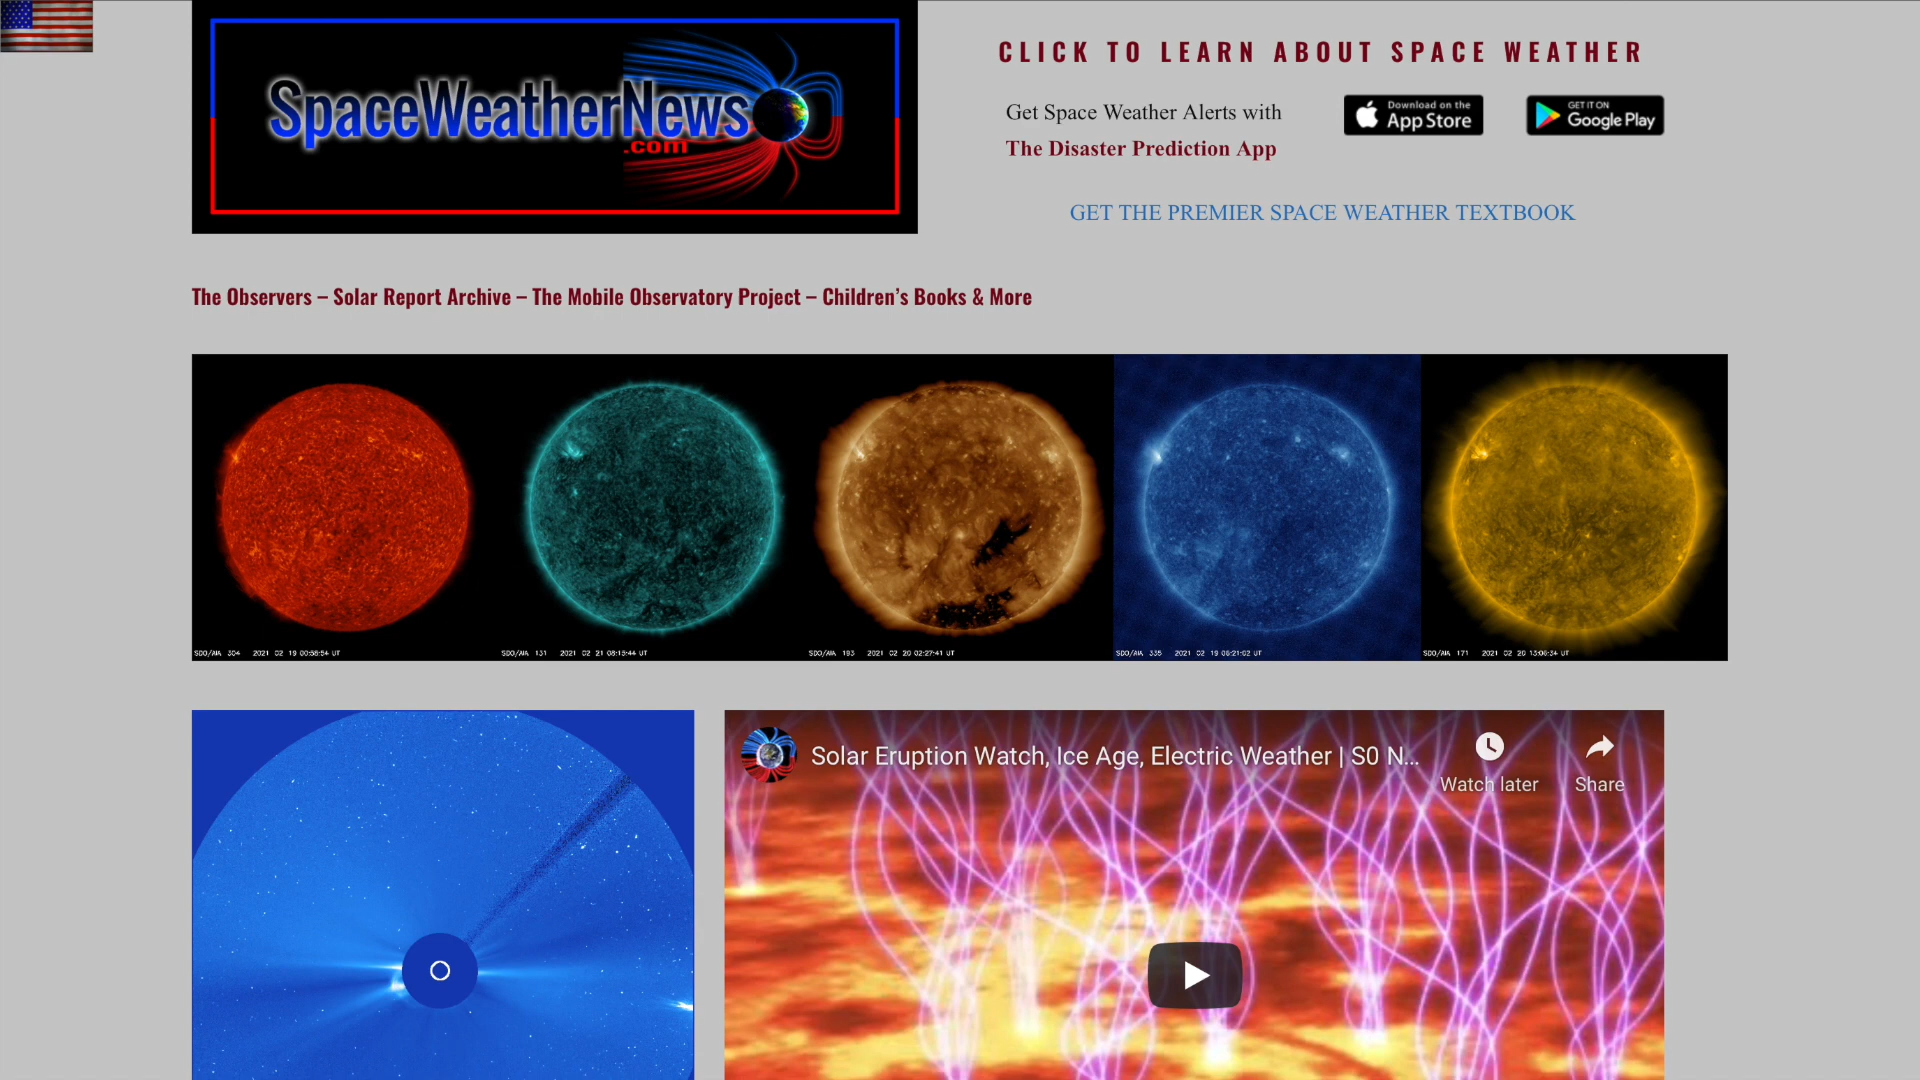 SpaceWeatherNews
.com
CLICK TO LEARN ABOUT SPACE WEATHER
Get Space Weather Alerts with
The Disaster Prediction App
Download on the
App Store
GET IT ON
Google Play
GET THE PREMIER SPACE WEATHER TEXTBOOK
The Observers – Solar Report Archive – The Mobile Observatory Project – Children's Books & More
SDO/AIA 304 2021 02 19 00:58:54 UT
SDO/AIA 131 2021 02 21 08:13:44 UT
SDO/AIA 193 2021 02 20 02:27:41 UT
SDO/AIA 335 2021 02 19 06:21:02 UT
SDO/AIA 171 2021 02 20 13:06:34 UT
Solar Eruption Watch, Ice Age, Electric Weather | S0 N...
Watch later
Share